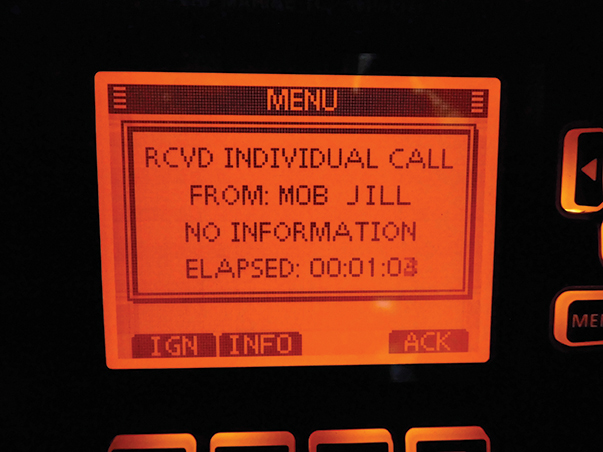 MENU
RCVD INDIVIDUAL CALL
FROM: MOB JILL
NO INFORMATION
ELAPSED:
IGN INFO ACK